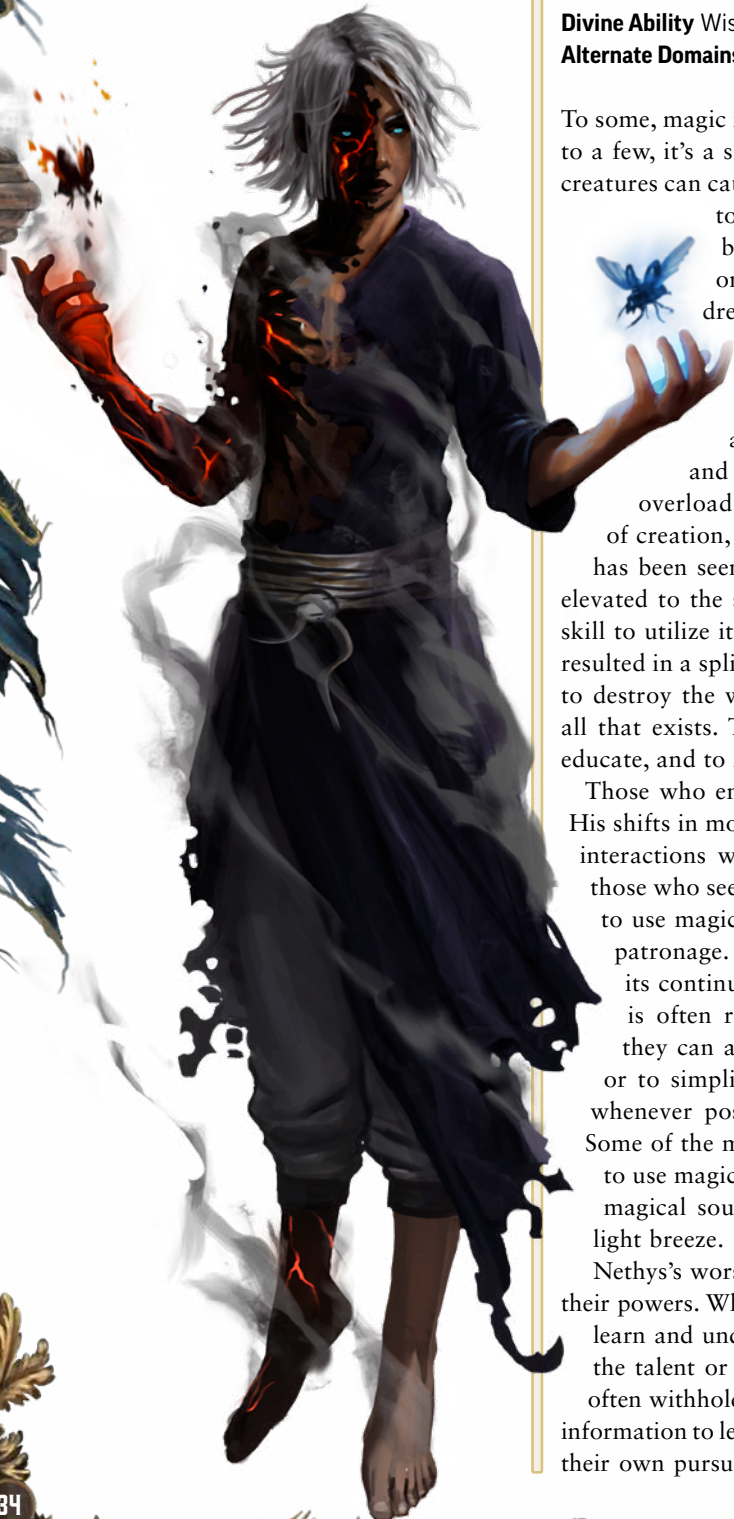 Divine Ability Wis
Alternate Domains
To some, magic
to a few, it's a s
creatures can cat
to
b
or
dre
a
and
overload
of creation,
has been seen
elevated to the s
skill to utilize it
resulted in a spli
to destroy the w
all that exists. T
educate, and to
Those who en
His shifts in mo
interactions w
those who see
to use magic
patronage.
its continu
is often r
they can a
or to simpli
whenever pos
Some of the m
to use magic
magical sou
light breeze.
Nethys's wors
their powers. Wh
learn and und
the talent or
often withhold
information to le
their own pursu
34